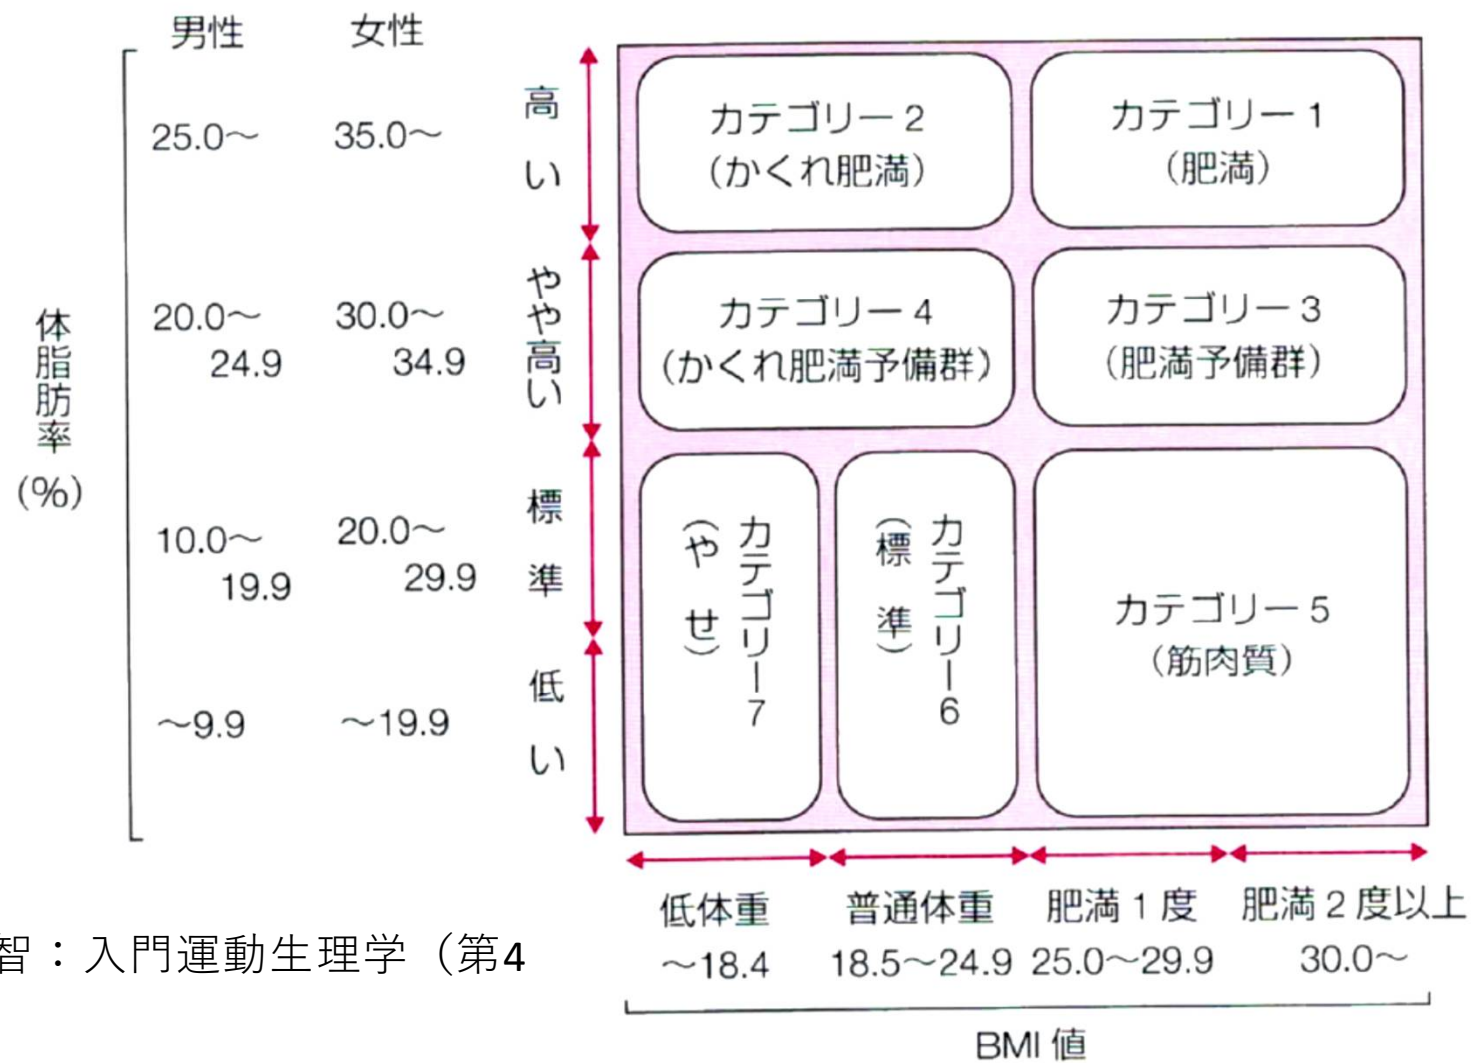 男性 女性
体脂肪率
(%)
25.0～ 35.0～ 高い
20.0～24.9 30.0～34.9 やや高い
10.0～19.9 20.0～29.9 標準
～9.9 ～19.9 低い
カテゴリー2
(かくれ肥満)
カテゴリー1
(肥満)
カテゴリー4
(かくれ肥満予備群)
カテゴリー3
(肥満予備群)
カテゴリー7
(やせ)
カテゴリー6
(標準)
カテゴリー5
(筋肉質)
低体重 普通体重 肥満1度 肥満2度以上
～18.4 18.5～24.9 25.0～29.9 30.0～
BMI値
智：入門運動生理学（第4